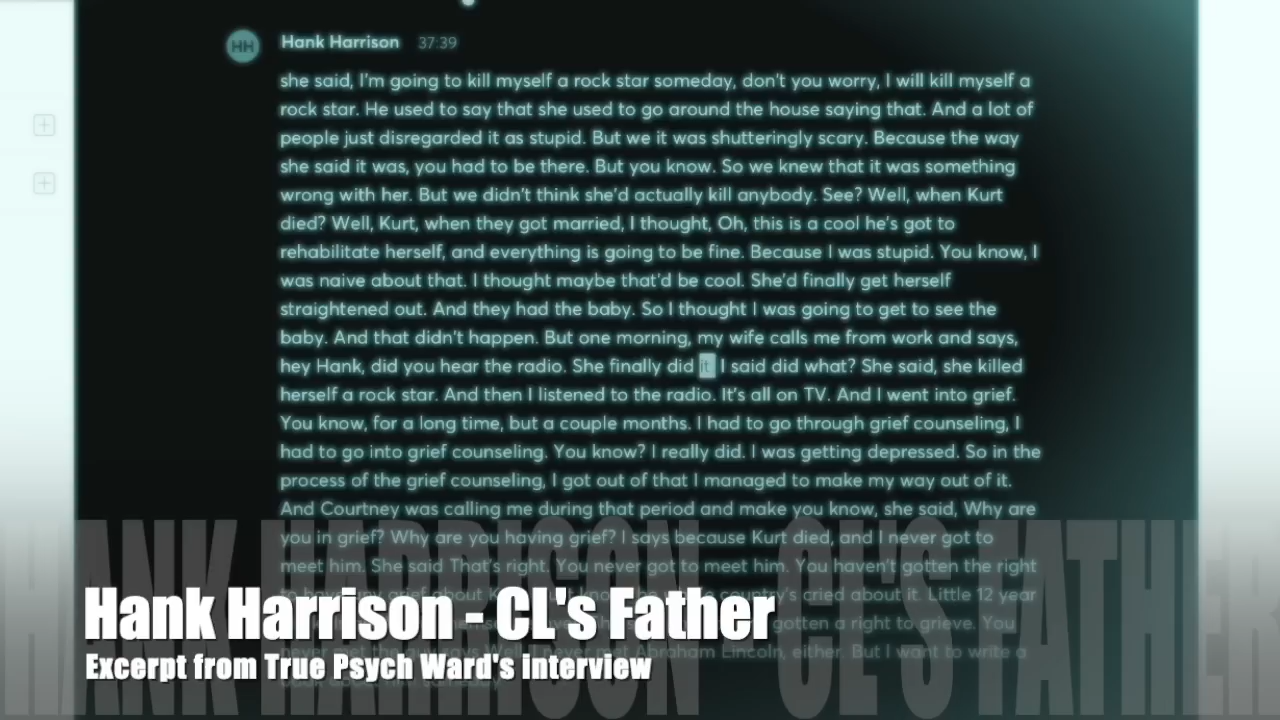 HH Hank Harrison 37:39
she said, I'm going to kill myself a rock star someday, don't you worry, I will kill myself a
rock star. He used to say that she used to go around the house saying that. And a lot of
people just disregarded it as stupid. But we it was shutteringly scary. Because the way
she said it was, you had to be there. But you know. So we knew that it was something
wrong with her. But we didn't think she'd actually kill anybody. See? Well, when Kurt
died? Well, Kurt, when they got married, I thought, Oh, this is a cool he's got to
rehabilitate herself, and everything is going to be fine. Because I was stupid. You know, I
was naive about that. I thought maybe that'd be cool. She'd finally get herself
straightened out. And they had the baby. So I thought I was going to get to see the
baby. And that didn't happen. But one morning, my wife calls me from work and says,
hey Hank, did you hear the radio. She finally did it I said did what? She said, she killed
herself a rock star. And then I listened to the radio. It's all on TV. And I went into grief.
You know, for a long time, but a couple months. I had to go through grief counseling, I
had to go into grief counseling. You know? I really did. I was getting depressed. So in the
process of the grief counseling, I got out of that I managed to make my way out of it.
And Courtney was calling me during that period and make you know, she said, Why are
you in grief? Why are you having grief? I says because Kurt died, and I never got to
meet him. She said That's right. You never got to meet him. You haven't gotten the right
country's cried about it. Little 12 year
gotten a right to grieve. You
Abraham Lincoln, either. But I want to write a
HANK HARRISON - CL'S FATHER
Hank Harrison - CL's Father
Excerpt from True Psych Ward's interview